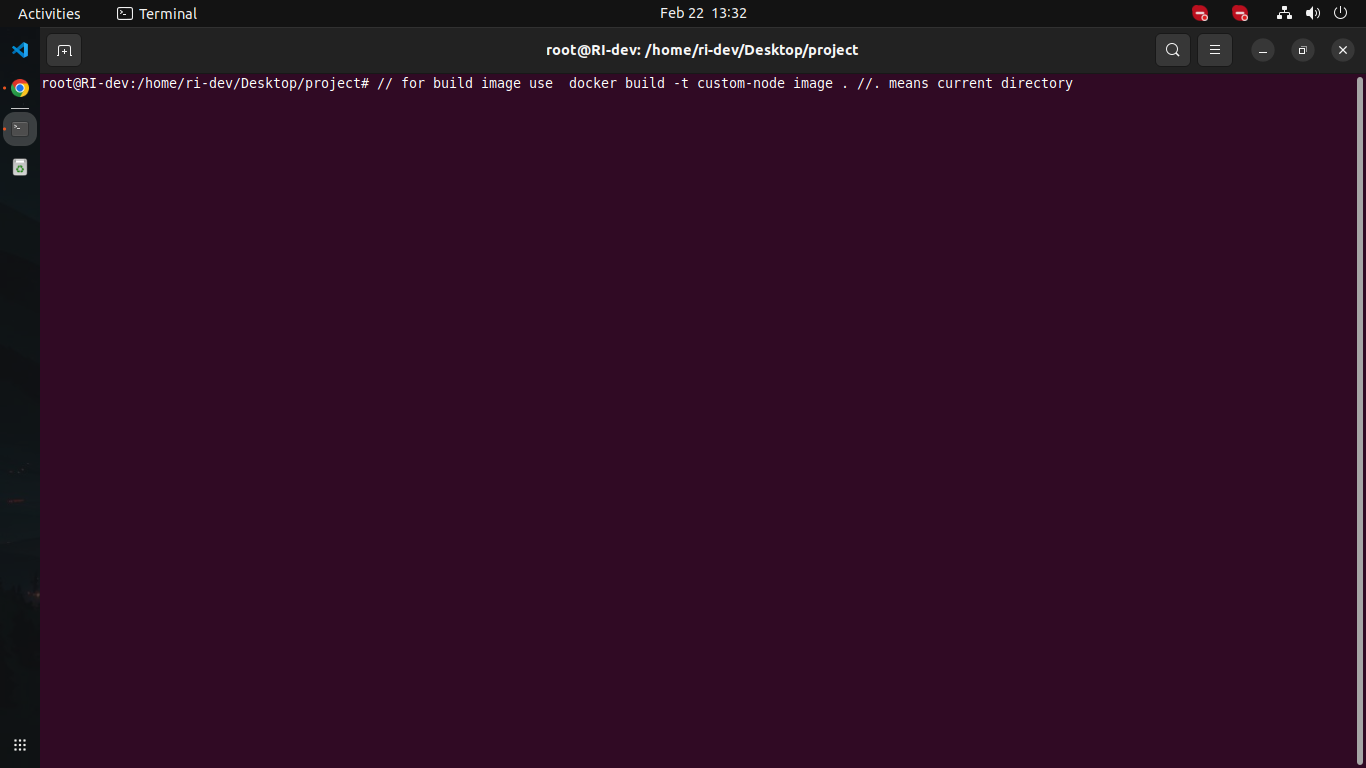 Activities
Terminal
Feb 22 13:32
root@RI-dev: /home/ri-dev/Desktop/project
root@RI-dev:/home/ri-dev/Desktop/project# // for build image use  docker build -t custom-node image . //. means current directory